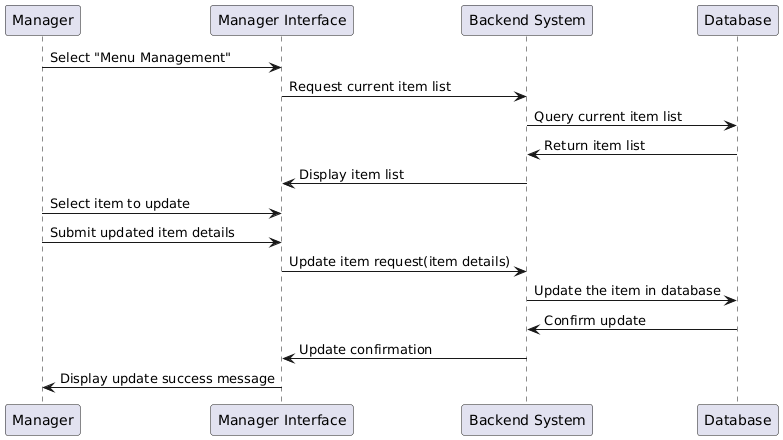 Manager
Manager Interface
Backend System
Database
Select "Menu Management"
Request current item list
Query current item list
Return item list
Display item list
Select item to update
Submit updated item details
Update item request(item details)
Update the item in database
Confirm update
Update confirmation
Display update success message
Manager
Manager Interface
Backend System
Database